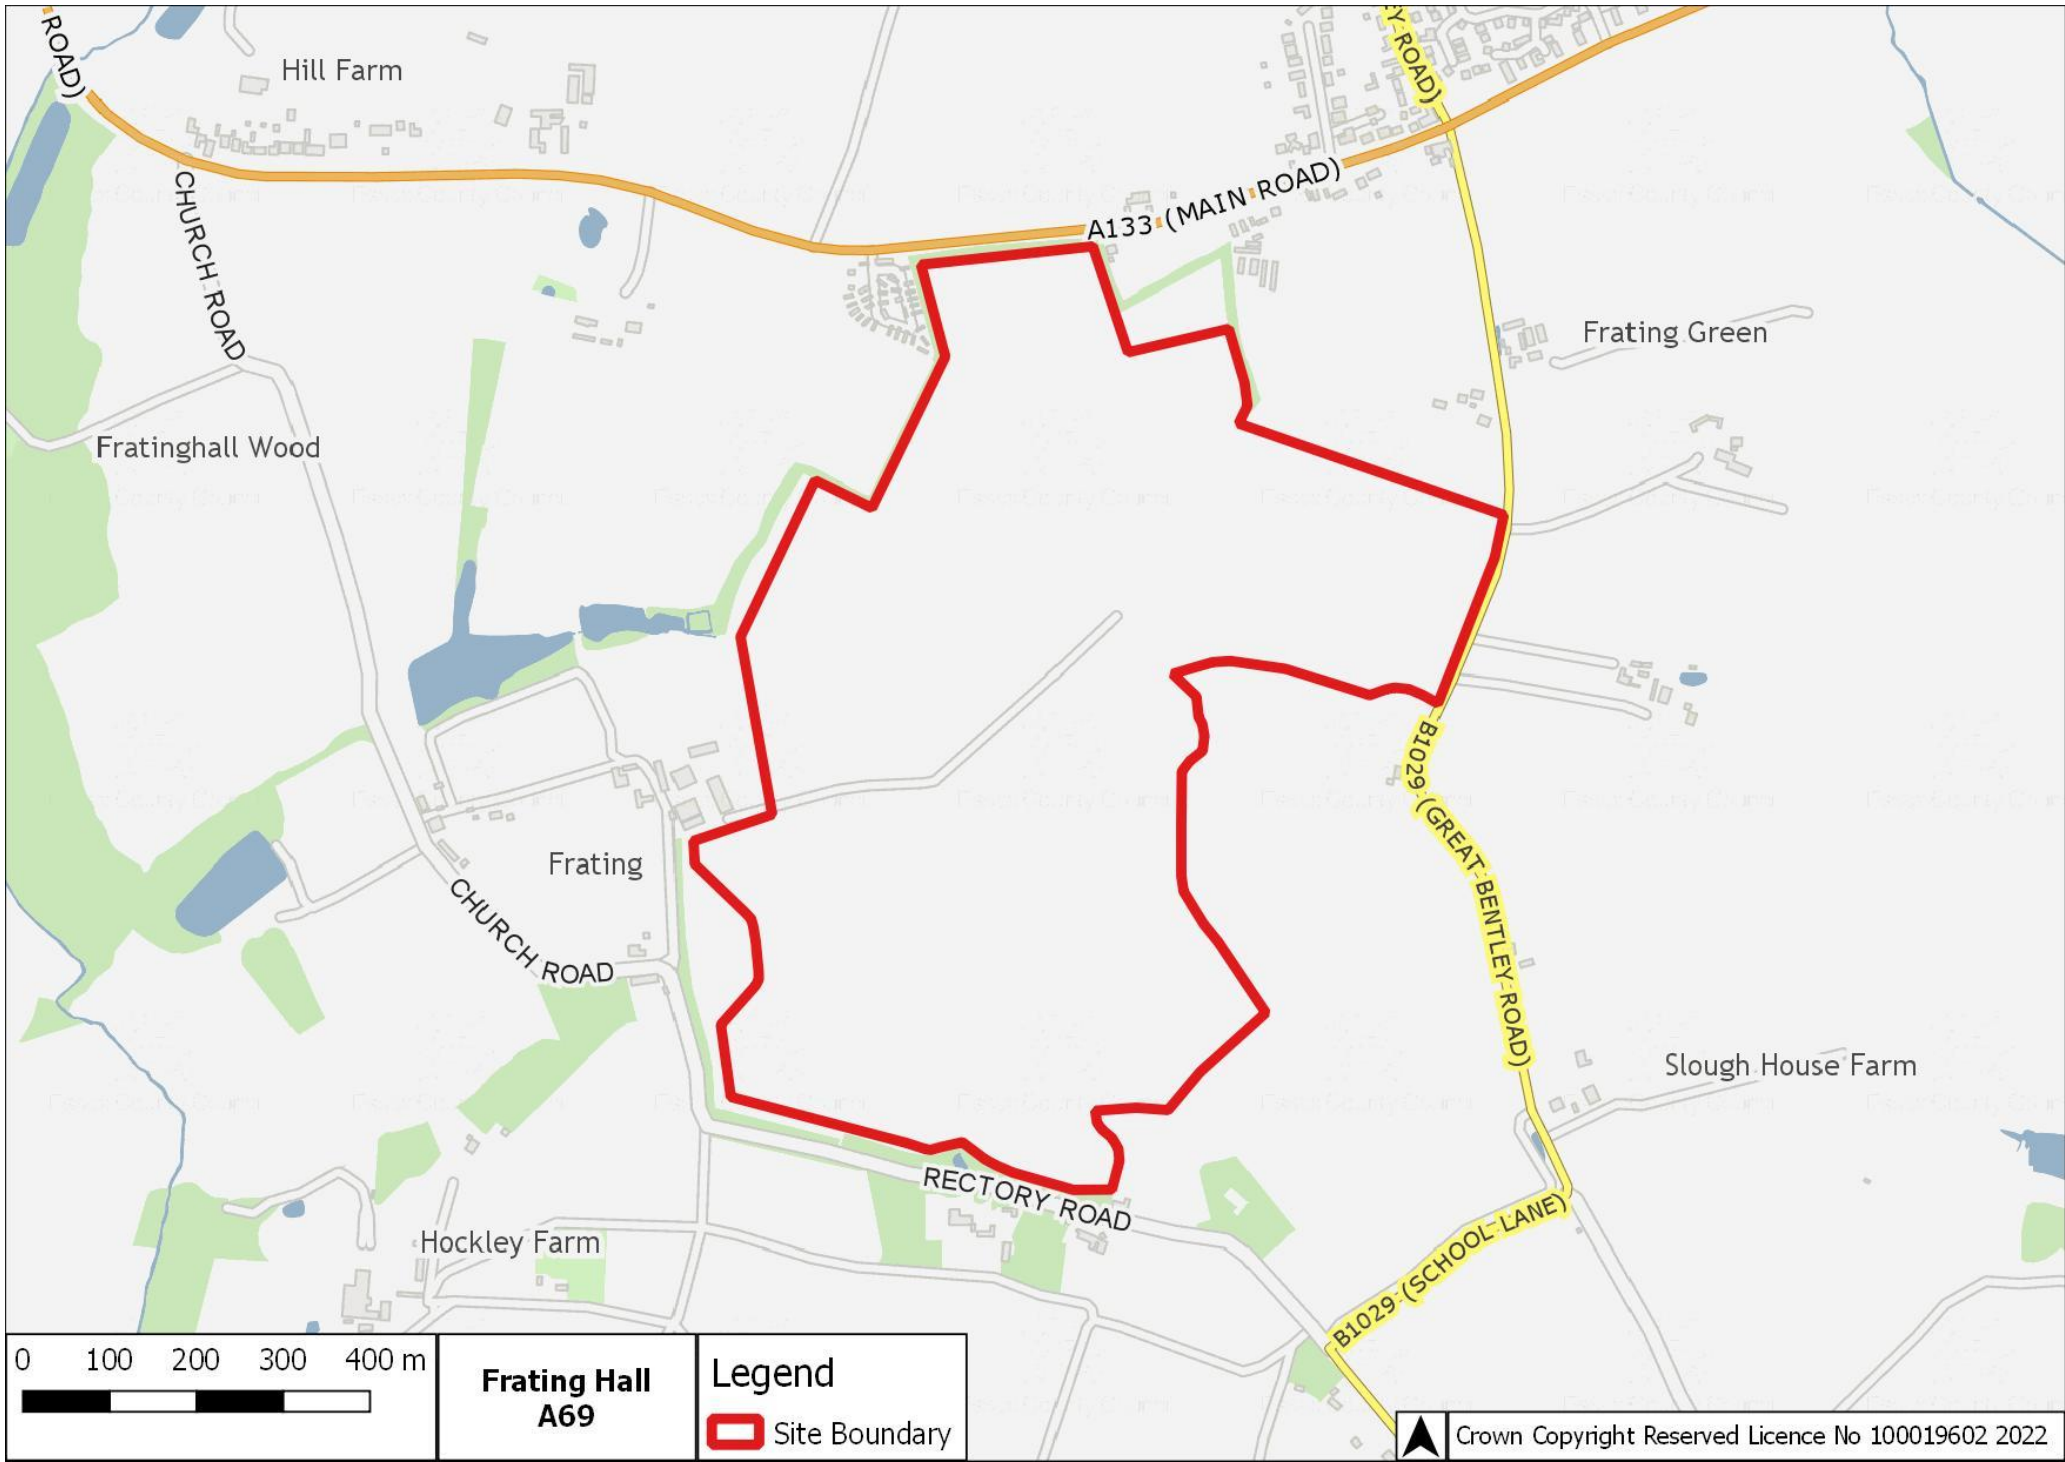 ROAD)
Hill Farm
EY ROAD)
CHURCH ROAD
A133 (MAIN ROAD)
Frating Green
Fratinghall Wood
B1029 (GREAT BENTLEY ROAD)
Frating
CHURCH ROAD
Slough House Farm
RECTORY ROAD
Hockley Farm
B1029 (SCHOOL LANE)
0 100 200 300 400 m
Frating Hall
A69
Legend
Site Boundary
Crown Copyright Reserved Licence No 100019602 2022